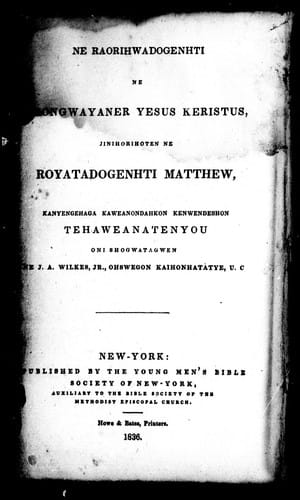 NE RAORIHWADOGENHTI
NE
YESUS KERISTUS,
JINIHORIHOTEN NE
ROYATADOGENHTI MATTHEW,
KANYENGEHAGA KAWEANONDAHKON KENWENDESHON
TEHAWEANATENYOU
ONI SHOGWATAGWEN
J. A. WILKES, JR., OHSWEGON KAIHONHATATYE, U. C
NEW-YORK:
PUBLISHED BY THE YOUNG MEN'S BIBLE
SOCIETY OF NEW-YORK,
AUXILIARY TO THE BIBLE SOCIETY OF THE
METHODIST EPISCOPAL CHURCH.
Howe & Bates, Printers.
1836.